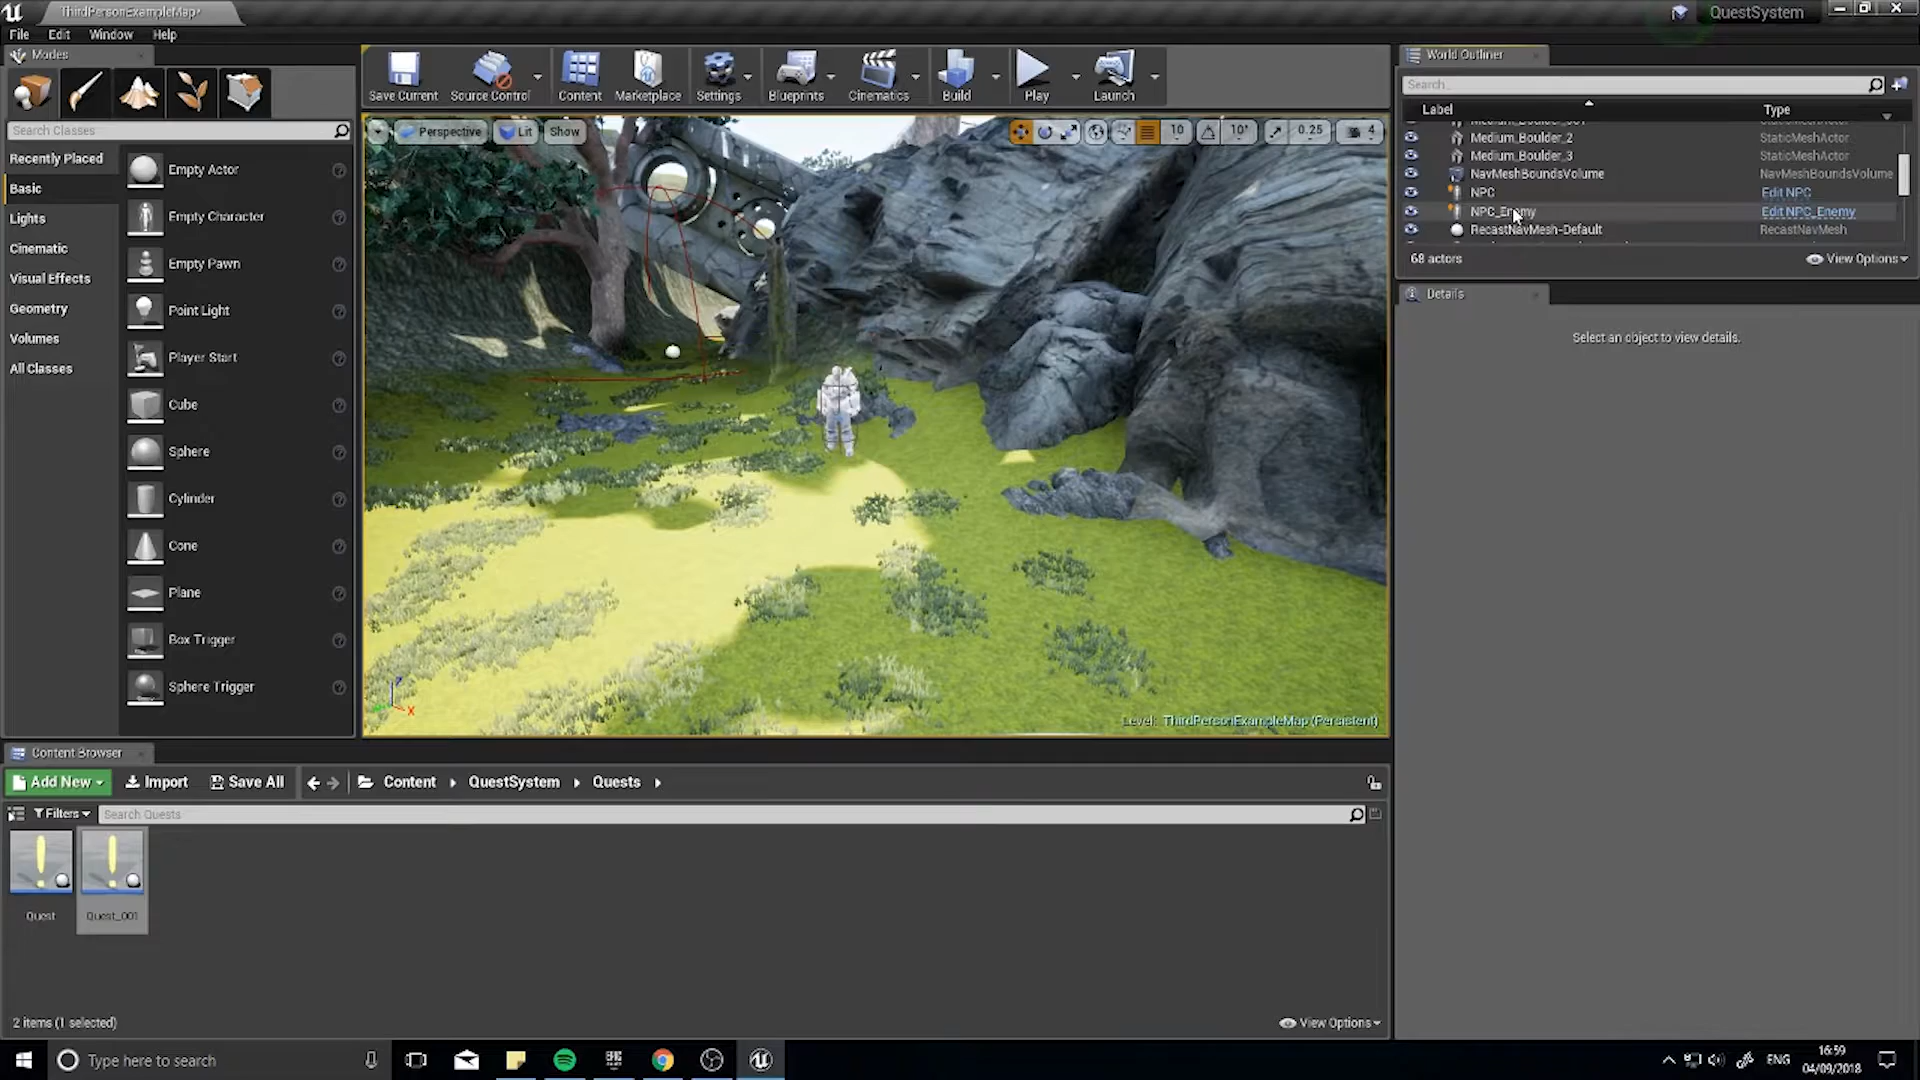 ThirdPersonExampleMap*
QuestSystem
File Edit Window Help
Modes
Search Classes
Recently Placed
Basic
Lights
Cinematic
Visual Effects
Geometry
Volumes
All Classes
Empty Actor
Empty Character
Empty Pawn
Point Light
Player Start
Cube
Sphere
Cylinder
Cone
Plane
Box Trigger
Sphere Trigger
Save Current
Source Control
Content
Marketplace
Settings
Blueprints
Cinematics
Build
Play
Launch
Perspective
Lit
Show
10
10°
0.25
4
X
Level: ThirdPersonExampleMap (Persistent)
World Outliner
Search...
Label Type
Medium_Boulder_2 StaticMeshActor
Medium_Boulder_3 StaticMeshActor
NavMeshBoundsVolume NavMeshBoundsVolume
NPC Edit NPC
NPC_Enemy Edit NPC_Enemy
RecastNavMesh-Default RecastNavMesh
68 actors
View Options
Details
Select an object to view details.
Content Browser
Add New Import Save All Content QuestSystem Quests
Filters Search Quests
Quest
Quest_001
2 items (1 selected)
View Options
Type here to search
ENG
16:59
04/09/2018